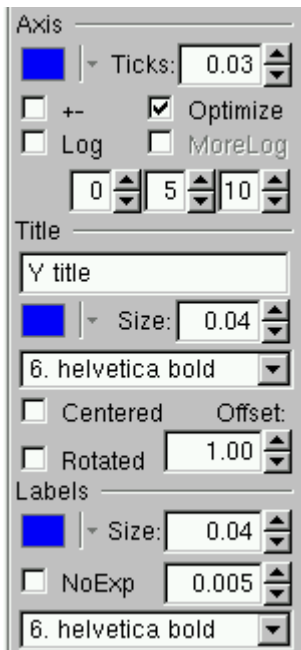 Axis
Ticks: 0.03
+- Optimize
Log MoreLog
0 5 10
Title
Y title
Size: 0.04
6. helvetica bold
Centered Offset:
Rotated 1.00
Labels
Size: 0.04
NoExp 0.005
6. helvetica bold